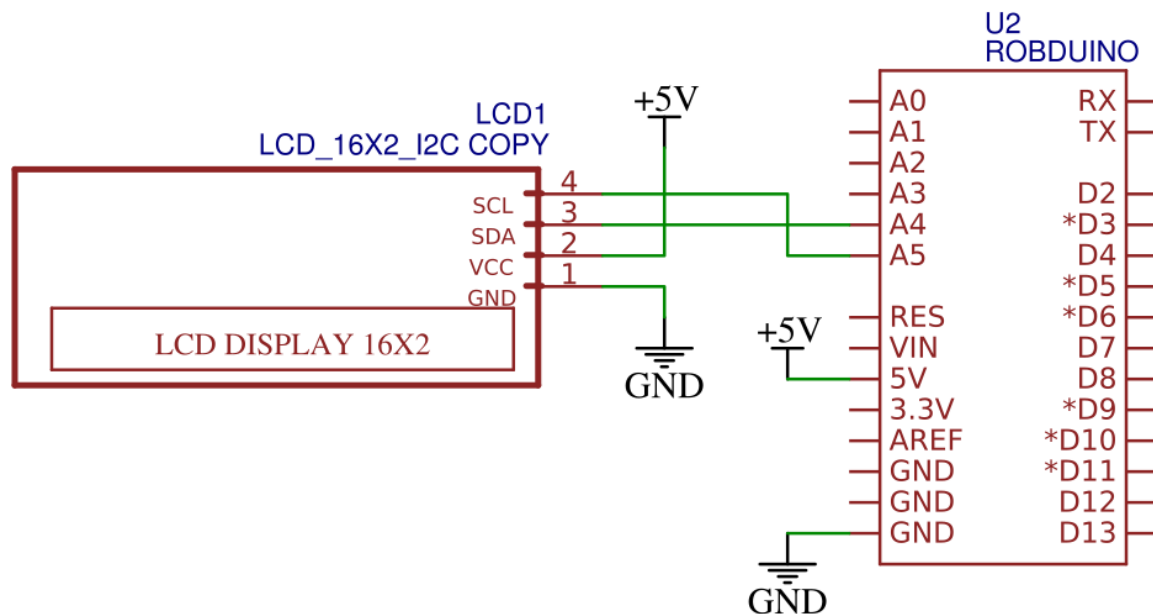 LCD1
LCD_16X2_I2C COPY
4
SCL
3
SDA
2
VCC
1
GND
LCD DISPLAY 16X2
+5V
GND
U2
ROBDUINO
A0
A1
A2
A3
A4
A5
RES
VIN
5V
3.3V
AREF
GND
GND
GND
RX
TX
D2
*D3
D4
*D5
*D6
D7
D8
*D9
*D10
*D11
D12
D13
+5V
GND